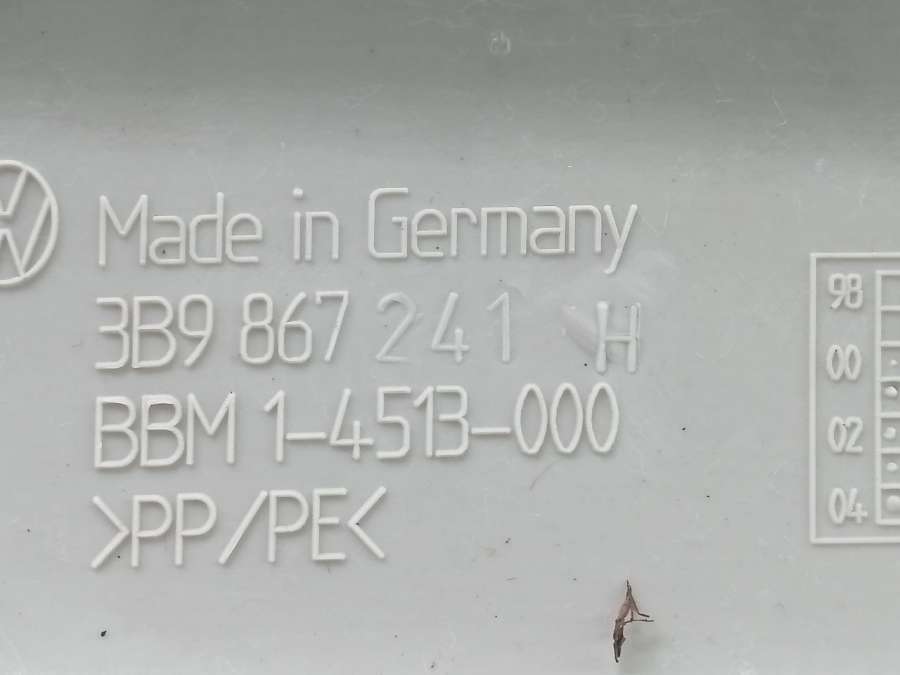 Made in Germany
3B9 867 241 H
BBM 1-4513-000
>PP/PE<
98
00
02
04